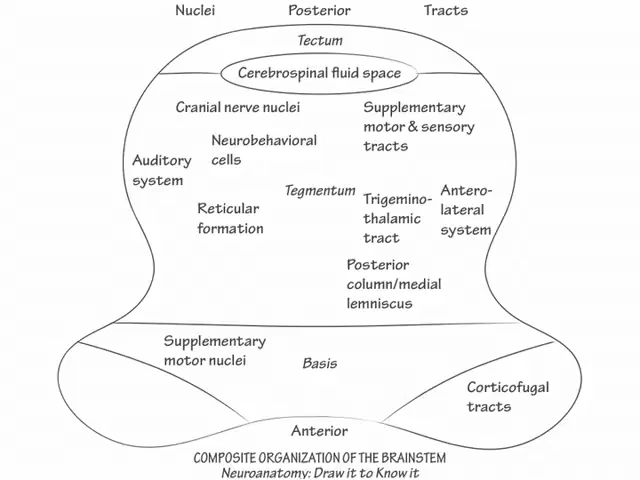 Nuclei
Posterior
Tracts
Tectum
Cerebrospinal fluid space
Cranial nerve nuclei
Supplementary
motor & sensory
tracts
Neurobehavioral
cells
Auditory
system
Tegmentum
Trigemino-
thalamic
tract
Antero-
lateral
system
Reticular
formation
Posterior
column/medial
lemniscus
Supplementary
motor nuclei
Basis
Corticofugal
tracts
Anterior
COMPOSITE ORGANIZATION OF THE BRAINSTEM
Neuroanatomy: Draw it to Know it